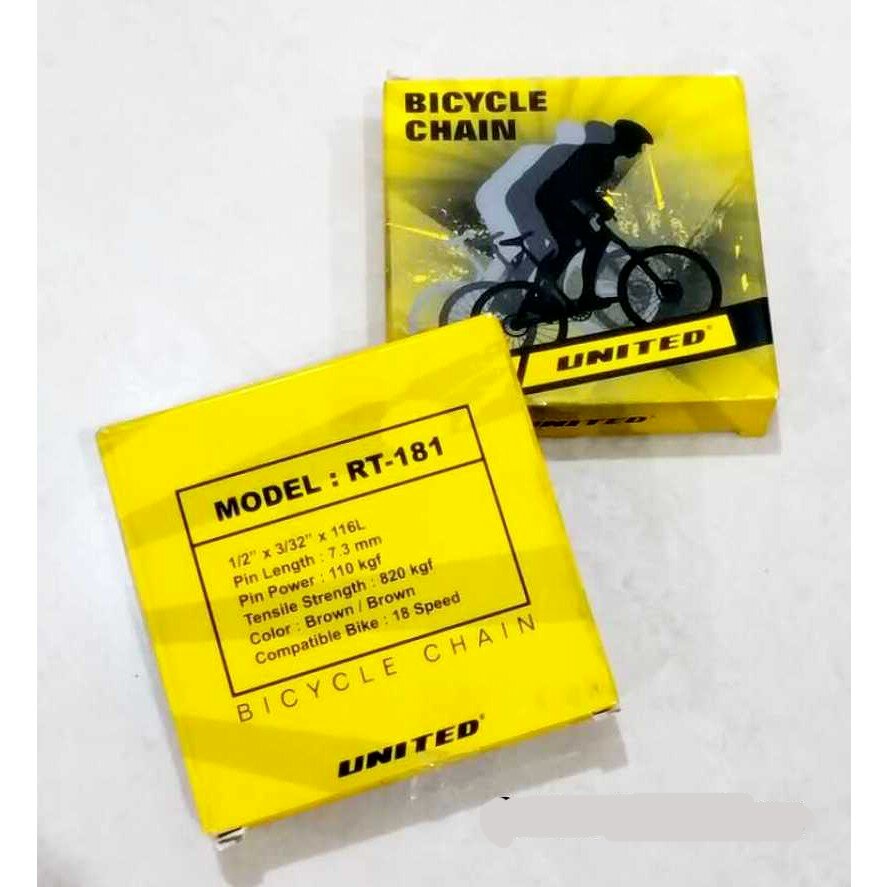 BICYCLE
CHAIN
UNITED
UNITED
MODEL : RT-181
1/2" x 3/32" x 116L
Pin Length : 7.3 mm
Pin Power : 110 kgf
Tensile Strength : 820 kgf
Color : Brown / Brown
Compatible Bike : 18 Speed
BICYCLE CHAIN
UNITED